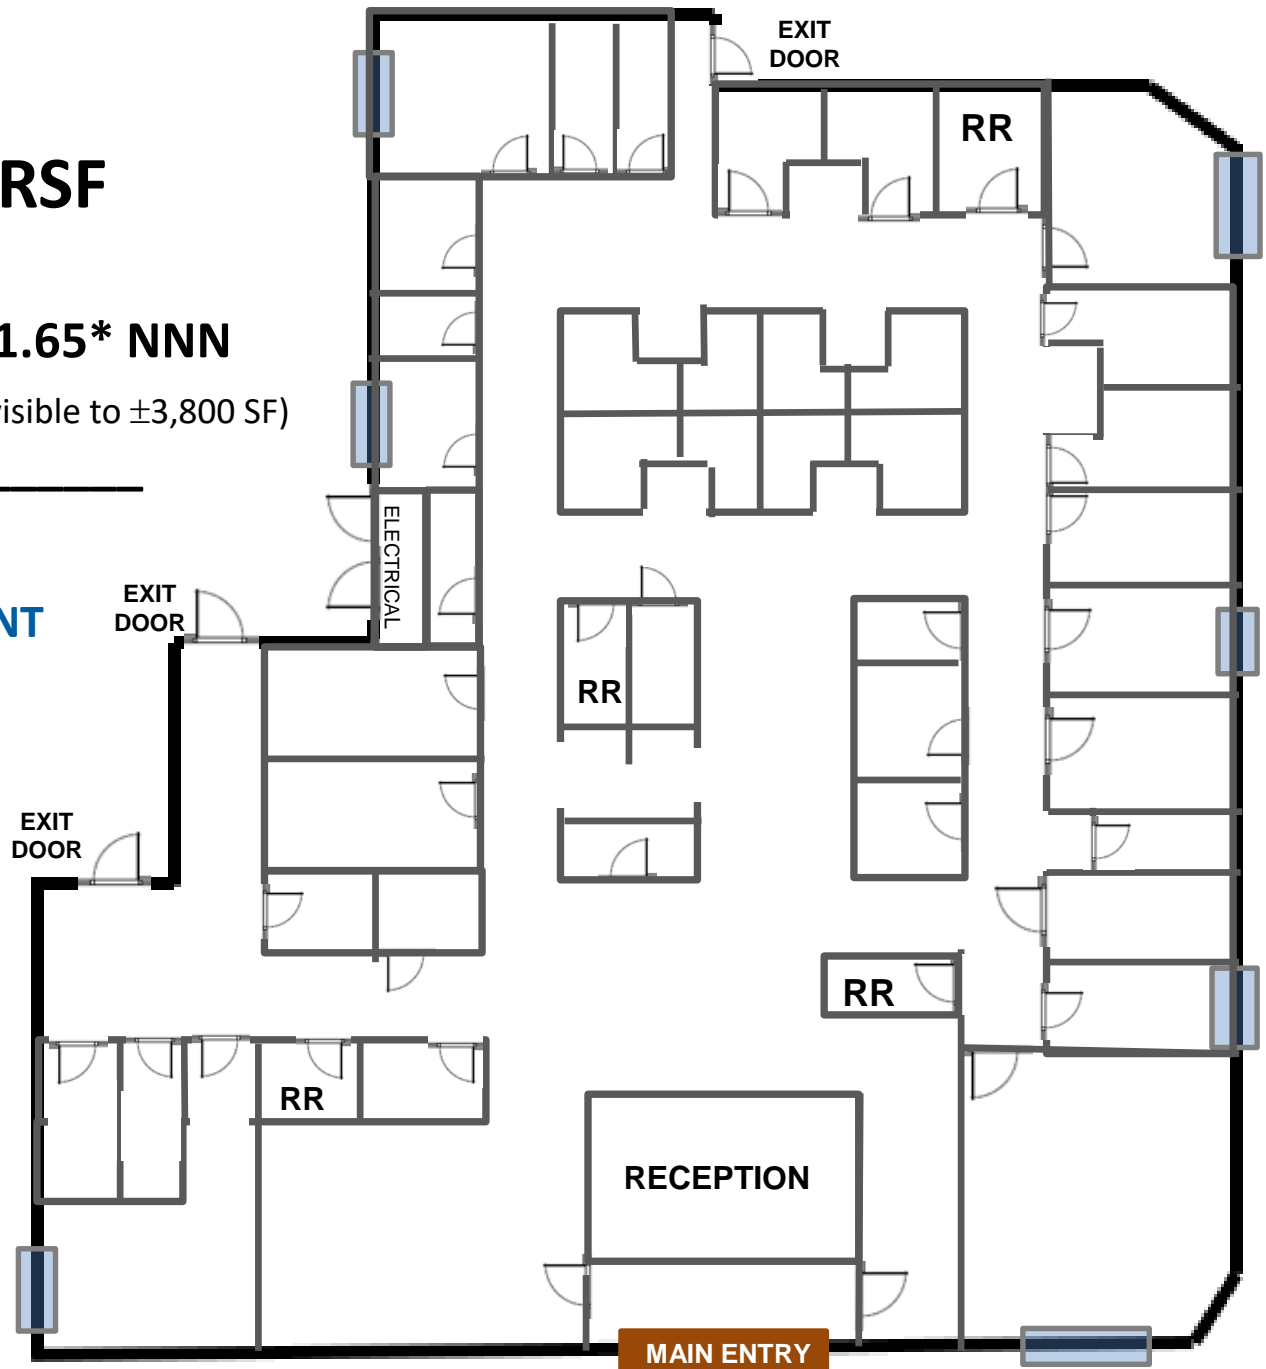 EXIT
DOOR
RR
RSF
1.65* NNN
visible to ±3,800 SF)
ELECTRICAL
EXIT
DOOR
NT
RR
EXIT
DOOR
RR
RR
RECEPTION
MAIN ENTRY